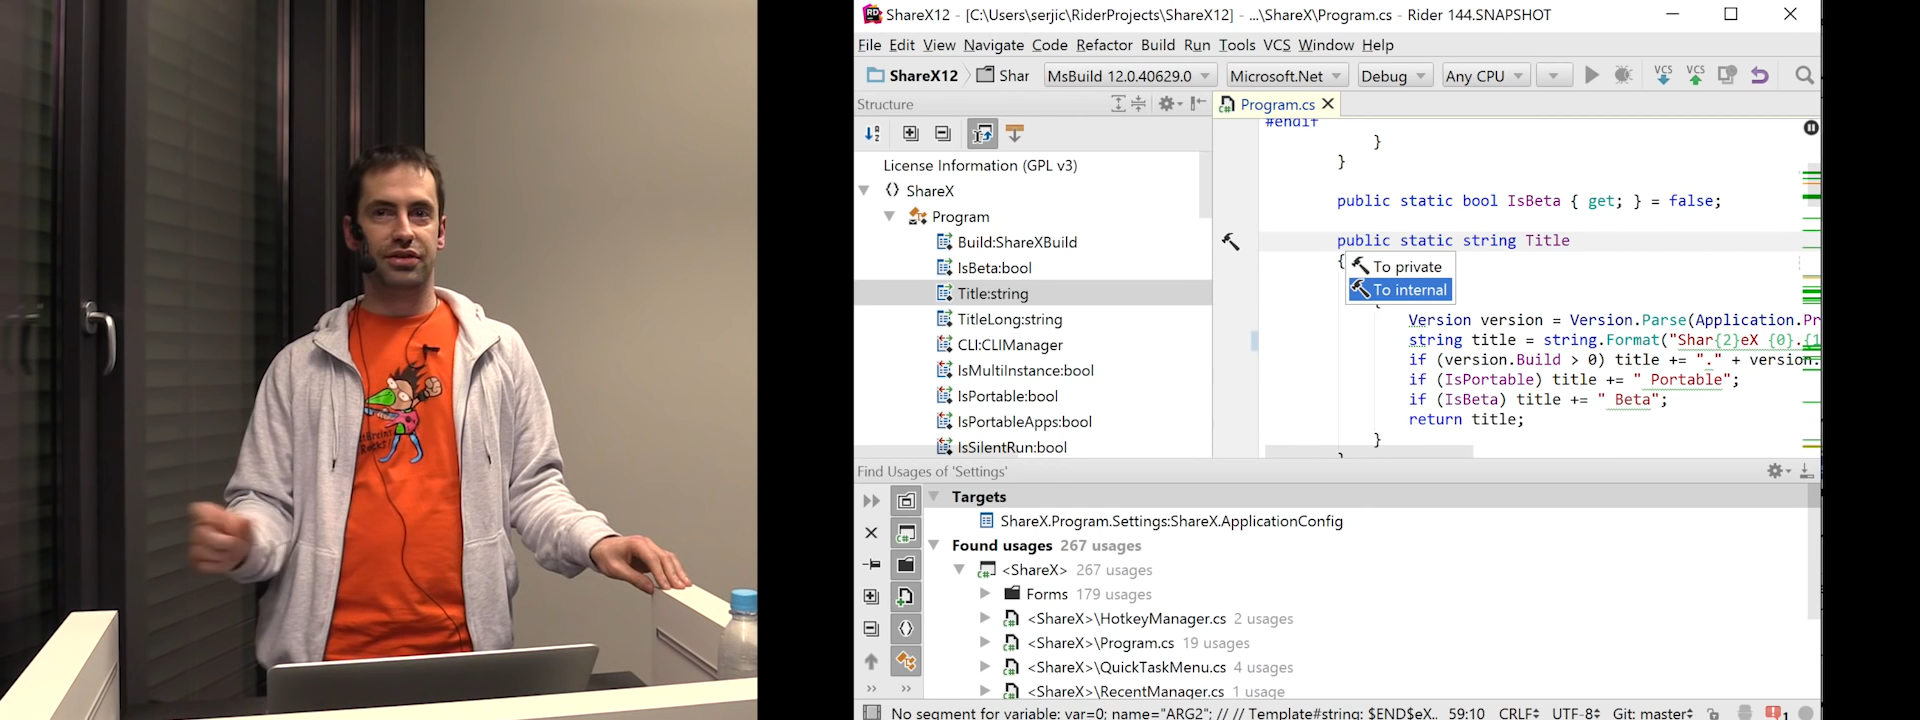 tBrains
Rocks!
ShareX12 - [C:\Users\serjic\RiderProjects\ShareX12] - ...\ShareX\Program.cs - Rider 144.SNAPSHOT
File Edit View Navigate Code Refactor Build Run Tools VCS Window Help
ShareX12 Shar MsBuild 12.0.40629.0 Microsoft.Net Debug Any CPU VCS VCS
Structure
Program.cs
License Information (GPL v3)
ShareX
Program
Build:ShareXBuild
IsBeta:bool
Title:string
TitleLong:string
CLI:CLIManager
IsMultiInstance:bool
IsPortable:bool
IsPortableApps:bool
IsSilentRun:bool
#endif
}
}
public static bool IsBeta { get; } = false;
public static string Title
{
To private
To internal
{
Version version = Version.Parse(Application.Pr
string title = string.Format("Shar{2}eX {0}.{1
if (version.Build > 0) title += "." + version.
if (IsPortable) title += " Portable";
if (IsBeta) title += " Beta";
return title;
}
Find Usages of 'Settings'
Targets
ShareX.Program.Settings:ShareX.ApplicationConfig
Found usages 267 usages
<ShareX> 267 usages
Forms 179 usages
<ShareX>\HotkeyManager.cs 2 usages
<ShareX>\Program.cs 19 usages
<ShareX>\QuickTaskMenu.cs 4 usages
<ShareX>\RecentManager.cs 1 usage
No segment for variable: var=0; name="ARG2"; // // Template#string: $END$eX.. 59:10 CRLF UTF-8 Git: master 1